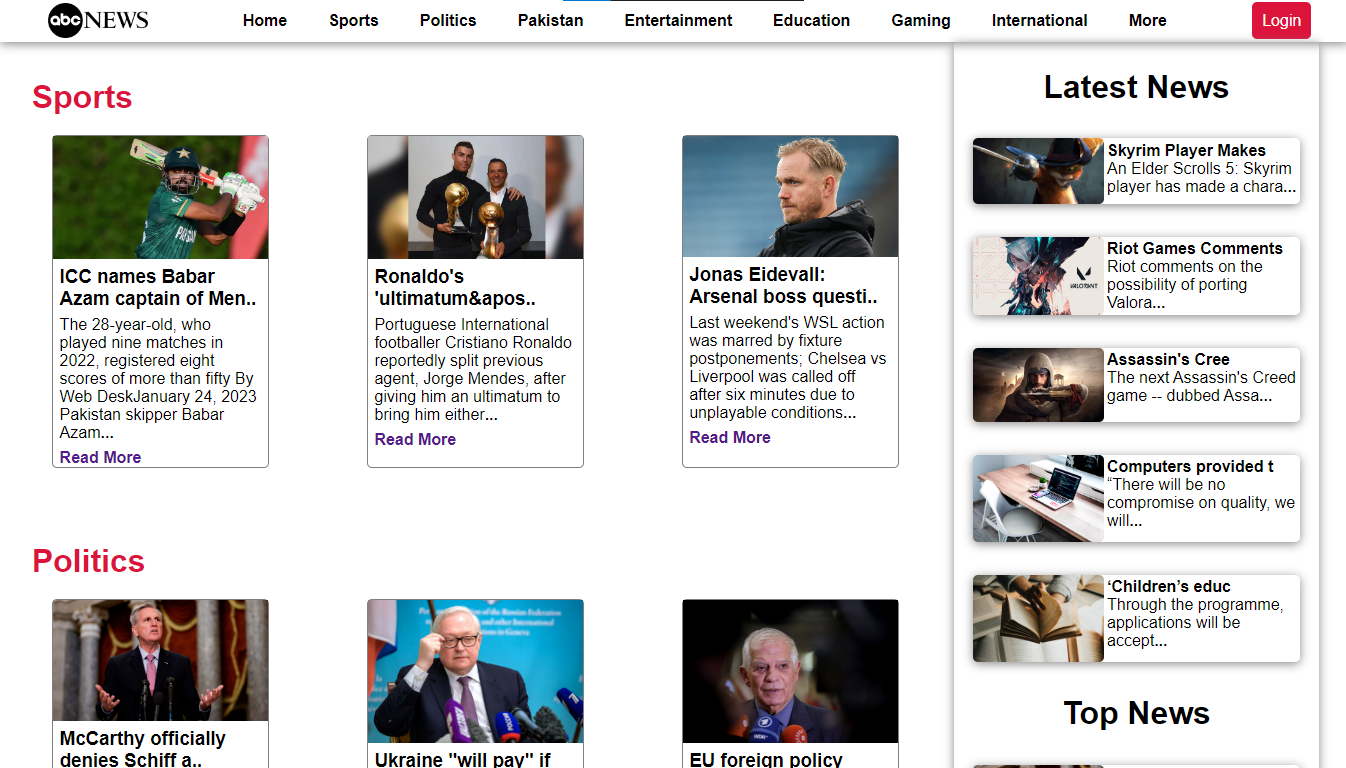 abc NEWS
Home Sports Politics Pakistan Entertainment Education Gaming International More Login
Sports
ICC names Babar
Azam captain of Men..
The 28-year-old, who
played nine matches in
2022, registered eight
scores of more than fifty By
Web DeskJanuary 24, 2023
Pakistan skipper Babar
Azam...
Read More
Ronaldo's
'ultimatum&apos..
Portuguese International
footballer Cristiano Ronaldo
reportedly split previous
agent, Jorge Mendes, after
giving him an ultimatum to
bring him either...
Read More
Jonas Eidevall:
Arsenal boss questi..
Last weekend's WSL action
was marred by fixture
postponements; Chelsea vs
Liverpool was called off
after six minutes due to
unplayable conditions...
Read More
Politics
McCarthy officially
denies Schiff a..
Ukraine "will pay" if
EU foreign policy
Latest News
Skyrim Player Makes
An Elder Scrolls 5: Skyrim
player has made a chara...
VALORANT
Riot Games Comments
Riot comments on the
possibility of porting
Valora...
Assassin's Cree
The next Assassin's Creed
game -- dubbed Assa...
Computers provided t
“There will be no
compromise on quality, we
will...
‘Children’s educ
Through the programme,
applications will be
accept...
Top News